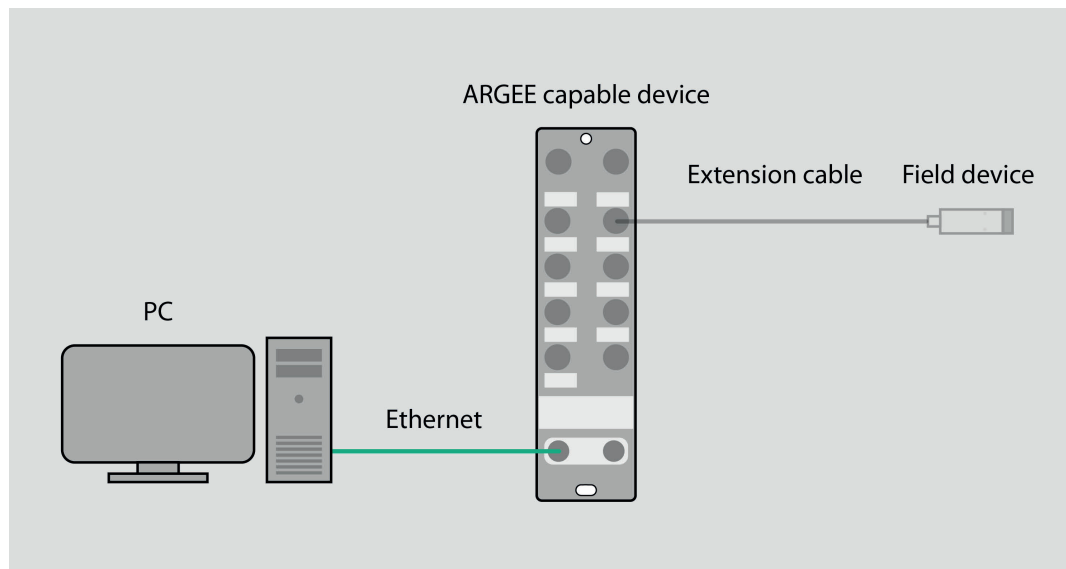 ARGEE capable device
Extension cable
Field device
PC
Ethernet